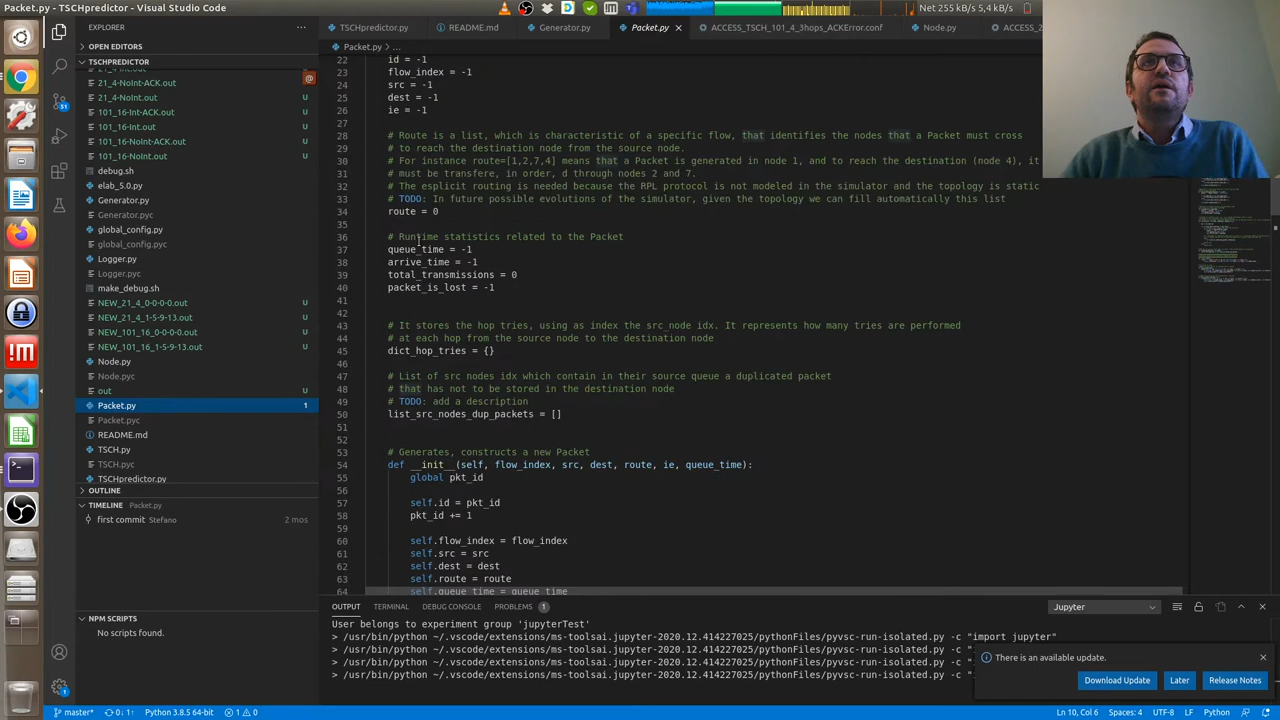 Packet.py - TSCHpredictor - Visual Studio Code
Net 255 kB/s 5,4 kB/s
EXPLORER
OPEN EDITORS
TSCHPREDICTOR
21_4-NoInt-ACK.out
21_4-NoInt.out
101_16-Int-ACK.out
101_16-Int.out
101_16-NoInt-ACK.out
101_16-NoInt.out
debug.sh
elab_5.0.py
Generator.py
Generator.pyc
global_config.py
global_config.pyc
Logger.py
Logger.pyc
make_debug.sh
NEW_21_4_0-0-0-0.out
NEW_21_4_1-5-9-13.out
NEW_101_16_0-0-0-0.out
NEW_101_16_1-5-9-13.out
Node.py
Node.pyc
out
Packet.py 1
Packet.pyc
README.md
TSCH.py
TSCH.pyc
TSCHpredictor.py
OUTLINE
TIMELINE Packet.py
first commit Stefano 2 mos
NPM SCRIPTS
No scripts found.
TSCHpredictor.py README.md Generator.py Packet.py ACCESS_TSCH_101_4_3hops_ACKError.conf Node.py ACCESS_2
Packet.py > ...
22 id = -1
23 flow_index = -1
24 src = -1
25 dest = -1
26 ie = -1
27
28 # Route is a list, which is characteristic of a specific flow, that identifies the nodes that a Packet must cross
29 # to reach the destination node from the source node.
30 # For instance route=[1,2,7,4] means that a Packet is generated in node 1, and to reach the destination (node 4), it
31 # must be transfere, in order, d through nodes 2 and 7.
32 # The esplicit routing is needed because the RPL protocol is not modeled in the simulator and the topology is static
33 # TODO: In future possible evolutions of the simulator, given the topology we can fill automatically this list
34 route = 0
35
36 # Runtime statistics related to the Packet
37 queue_time = -1
38 arrive_time = -1
39 total_transmissions = 0
40 packet_is_lost = -1
41
42
43 # It stores the hop tries, using as index the src_node idx. It represents how many tries are performed
44 # at each hop from the source node to the destination node
45 dict_hop_tries = {}
46
47 # List of src nodes idx which contain in their source queue a duplicated packet
48 # that has not to be stored in the destination node
49 # TODO: add a description
50 list_src_nodes_dup_packets = []
51
52
53 # Generates, constructs a new Packet
54 def __init__(self, flow_index, src, dest, route, ie, queue_time):
55 global pkt_id
56
57 self.id = pkt_id
58 pkt_id += 1
59
60 self.flow_index = flow_index
61 self.src = src
62 self.dest = dest
63 self.route = route
64 self.queue_time = queue_time
OUTPUT TERMINAL DEBUG CONSOLE PROBLEMS 1 Jupyter
User belongs to experiment group 'jupyterTest'
> /usr/bin/python ~/.vscode/extensions/ms-toolsai.jupyter-2020.12.414227025/pythonFiles/pyvsc-run-isolated.py -c "import jupyter"
> /usr/bin/python ~/.vscode/extensions/ms-toolsai.jupyter-2020.12.414227025/pythonFiles/pyvsc-run-isolated.py -c "
> /usr/bin/python ~/.vscode/extensions/ms-toolsai.jupyter-2020.12.414227025/pythonFiles/pyvsc-run-isolated.py -c "
> /usr/bin/python ~/.vscode/extensions/ms-toolsai.jupyter-2020.12.414227025/pythonFiles/pyvsc-run-isolated.py -c "
There is an available update.
Download Update Later Release Notes
master* 0↓ 1↑ Python 3.8.5 64-bit 1 0 Ln 10, Col 6 Spaces: 4 UTF-8 LF Python